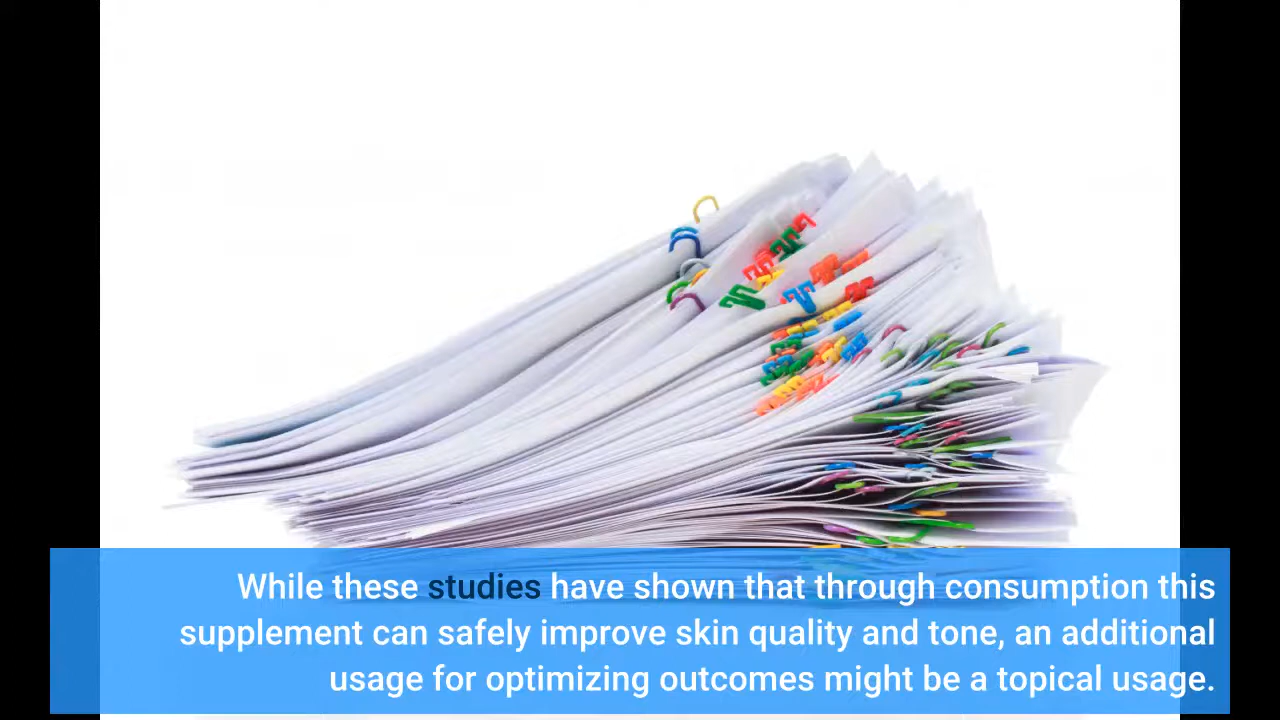 While these studies have shown that through consumption this
supplement can safely improve skin quality and tone, an additional
usage for optimizing outcomes might be a topical usage.